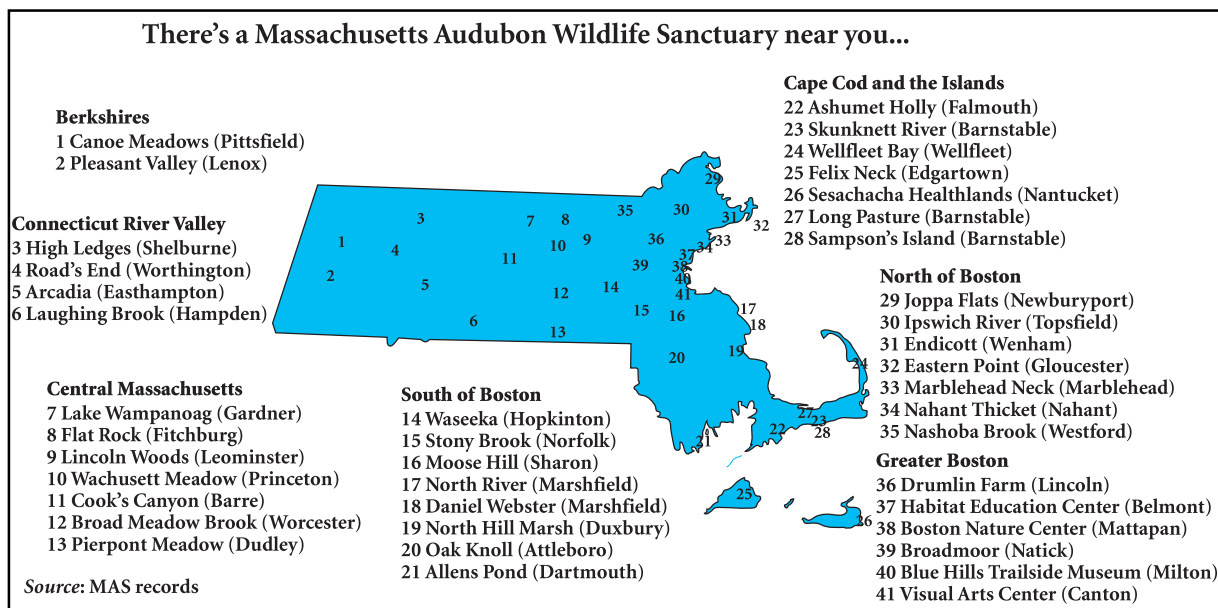 There's a Massachusetts Audubon Wildlife Sanctuary near you...
Berkshires
1 Canoe Meadows (Pittsfield)
2 Pleasant Valley (Lenox)
Connecticut River Valley
3 High Ledges (Shelburne)
4 Road's End (Worthington)
5 Arcadia (Easthampton)
6 Laughing Brook (Hampden)
Central Massachusetts
7 Lake Wampanoag (Gardner)
8 Flat Rock (Fitchburg)
9 Lincoln Woods (Leominster)
10 Wachusett Meadow (Princeton)
11 Cook's Canyon (Barre)
12 Broad Meadow Brook (Worcester)
13 Pierpont Meadow (Dudley)
Source: MAS records
South of Boston
14 Waseeka (Hopkinton)
15 Stony Brook (Norfolk)
16 Moose Hill (Sharon)
17 North River (Marshfield)
18 Daniel Webster (Marshfield)
19 North Hill Marsh (Duxbury)
20 Oak Knoll (Attleboro)
21 Allens Pond (Dartmouth)
Cape Cod and the Islands
22 Ashumet Holly (Falmouth)
23 Skunknett River (Barnstable)
24 Wellfleet Bay (Wellfleet)
25 Felix Neck (Edgartown)
26 Sesachacha Healthlands (Nantucket)
27 Long Pasture (Barnstable)
28 Sampson's Island (Barnstable)
North of Boston
29 Joppa Flats (Newburyport)
30 Ipswich River (Topsfield)
31 Endicott (Wenham)
32 Eastern Point (Gloucester)
33 Marblehead Neck (Marblehead)
34 Nahant Thicket (Nahant)
35 Nashoba Brook (Westford)
Greater Boston
36 Drumlin Farm (Lincoln)
37 Habitat Education Center (Belmont)
38 Boston Nature Center (Mattapan)
39 Broadmoor (Natick)
40 Blue Hills Trailside Museum (Milton)
41 Visual Arts Center (Canton)
29
35
30
31
32
3
7
8
9
36
33
34
1
4
10
11
37
38
39
2
5
12
14
40
41
6
13
15
16
17
18
19
20
24
21
22
27
23
28
25
26